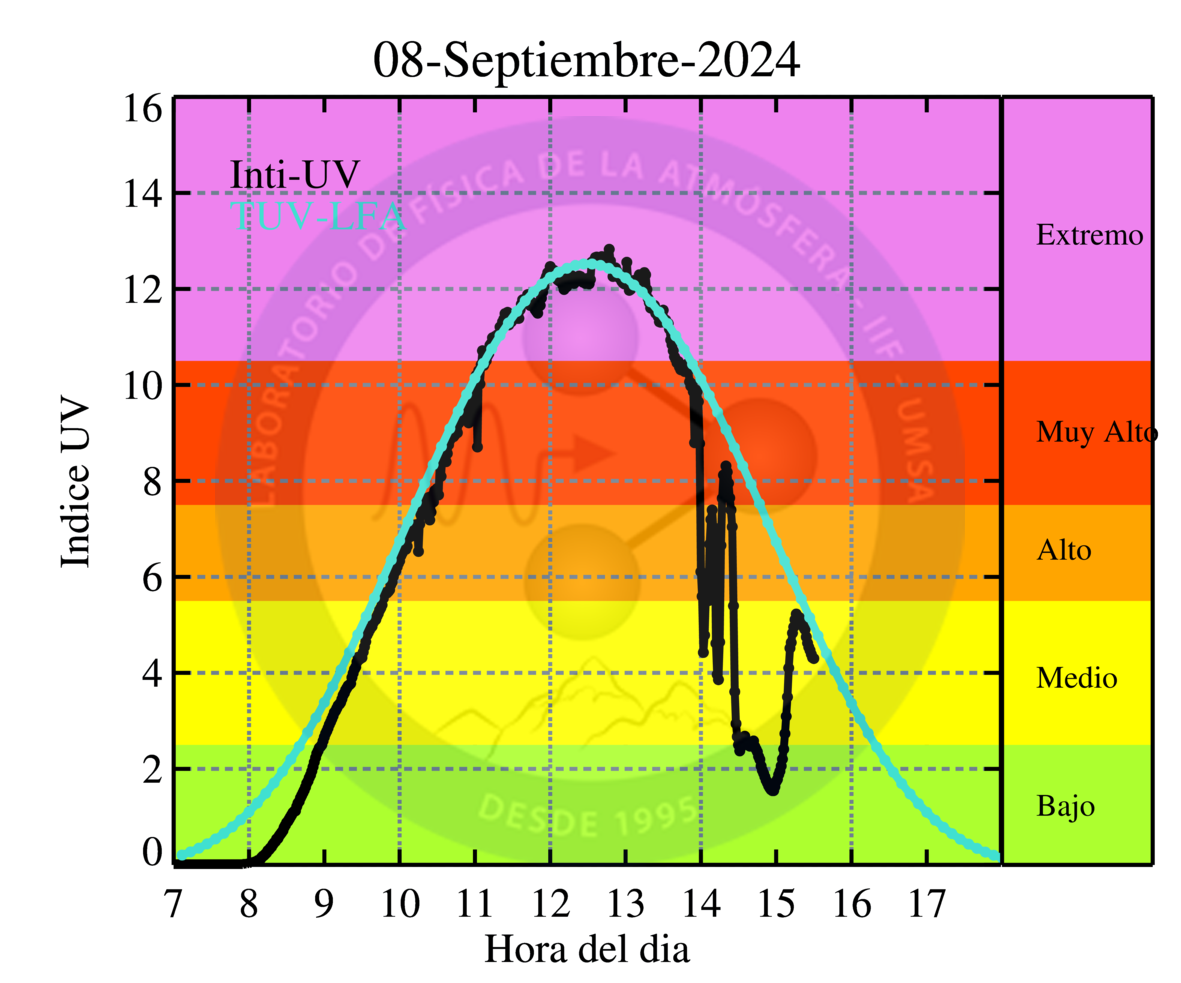 08-Septiembre-2024
Indice UV
16
14
12
10
8
6
4
2
0
Inti-UV
TUV-LFA
LABORATORIO DE FÍSICA DE LA ATMÓSFERA - IIF - UMSA
DESDE 1995
Extremo
Muy Alto
Alto
Medio
Bajo
7 8 9 10 11 12 13 14 15 16 17
Hora del dia